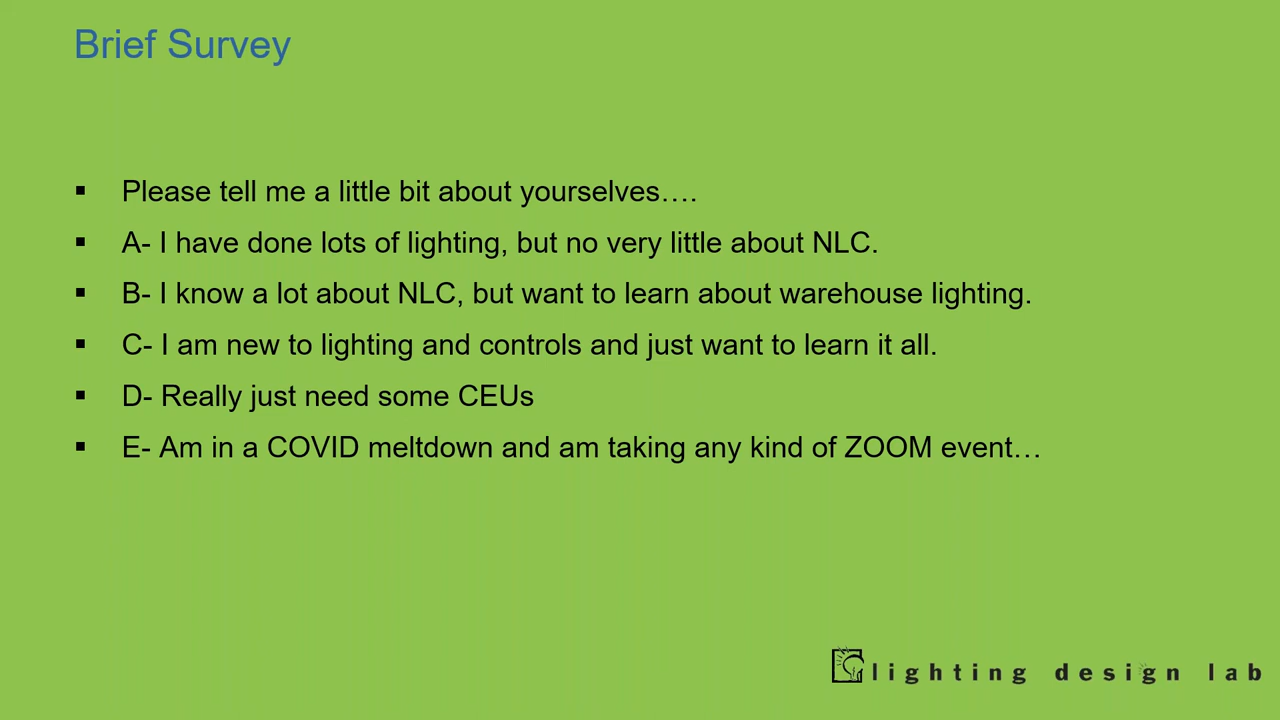 Brief Survey
▪ Please tell me a little bit about yourselves….
▪ A- I have done lots of lighting, but no very little about NLC.
▪ B- I know a lot about NLC, but want to learn about warehouse lighting.
▪ C- I am new to lighting and controls and just want to learn it all.
▪ D- Really just need some CEUs
▪ E- Am in a COVID meltdown and am taking any kind of ZOOM event…
lighting design lab